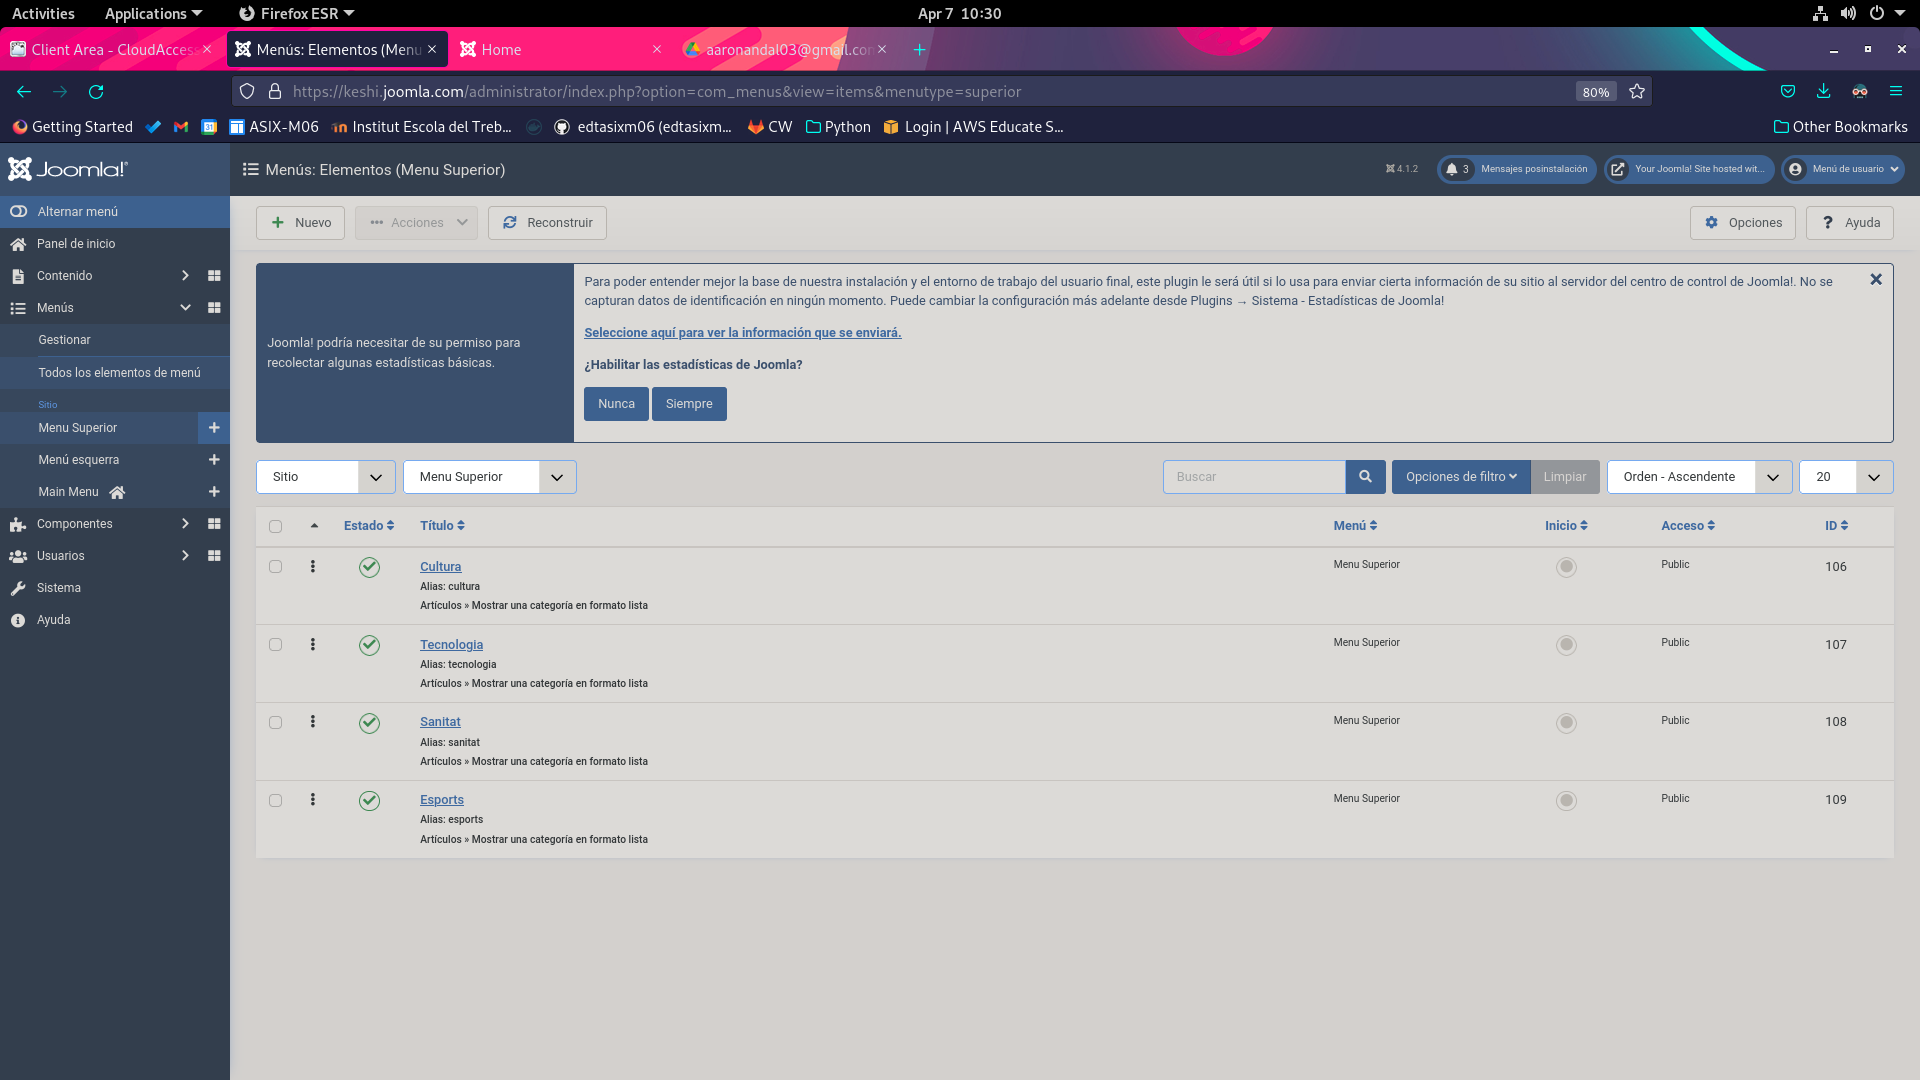 Activities Applications Firefox ESR Apr 7 10:30
Client Area - CloudAcces Menús: Elementos (Menu Home aaronandal03@gmail.co
https://keshi.joomla.com/administrator/index.php?option=com_menus&view=items&menutype=superior 80%
Getting Started ASIX-M06 Institut Escola del Treb... edtasixm06 (edtasixm... CW Python Login | AWS Educate S... Other Bookmarks
Joomla!
Menús: Elementos (Menu Superior) 4.1.2 3 Mensajes posinstalación Your Joomla! Site hosted wit... Menú de usuario
Alternar menú
Panel de inicio
Contenido
Menús
Gestionar
Todos los elementos de menú
Sitio
Menu Superior
Menú esquerra
Main Menu
Componentes
Usuarios
Sistema
Ayuda
Nuevo Acciones Reconstruir Opciones ? Ayuda
Joomla! podría necesitar de su permiso para
recolectar algunas estadísticas básicas.
Para poder entender mejor la base de nuestra instalación y el entorno de trabajo del usuario final, este plugin le será útil si lo usa para enviar cierta información de su sitio al servidor del centro de control de Joomla!. No se
capturan datos de identificación en ningún momento. Puede cambiar la configuración más adelante desde Plugins → Sistema - Estadísticas de Joomla!
Seleccione aquí para ver la información que se enviará.
¿Habilitar las estadísticas de Joomla?
Nunca Siempre
Sitio Menu Superior Buscar Opciones de filtro Limpiar Orden - Ascendente 20
Estado Título Menú Inicio Acceso ID
Cultura Menu Superior Public 106
Alias: cultura
Artículos » Mostrar una categoría en formato lista
Tecnologia Menu Superior Public 107
Alias: tecnologia
Artículos » Mostrar una categoría en formato lista
Sanitat Menu Superior Public 108
Alias: sanitat
Artículos » Mostrar una categoría en formato lista
Esports Menu Superior Public 109
Alias: esports
Artículos » Mostrar una categoría en formato lista